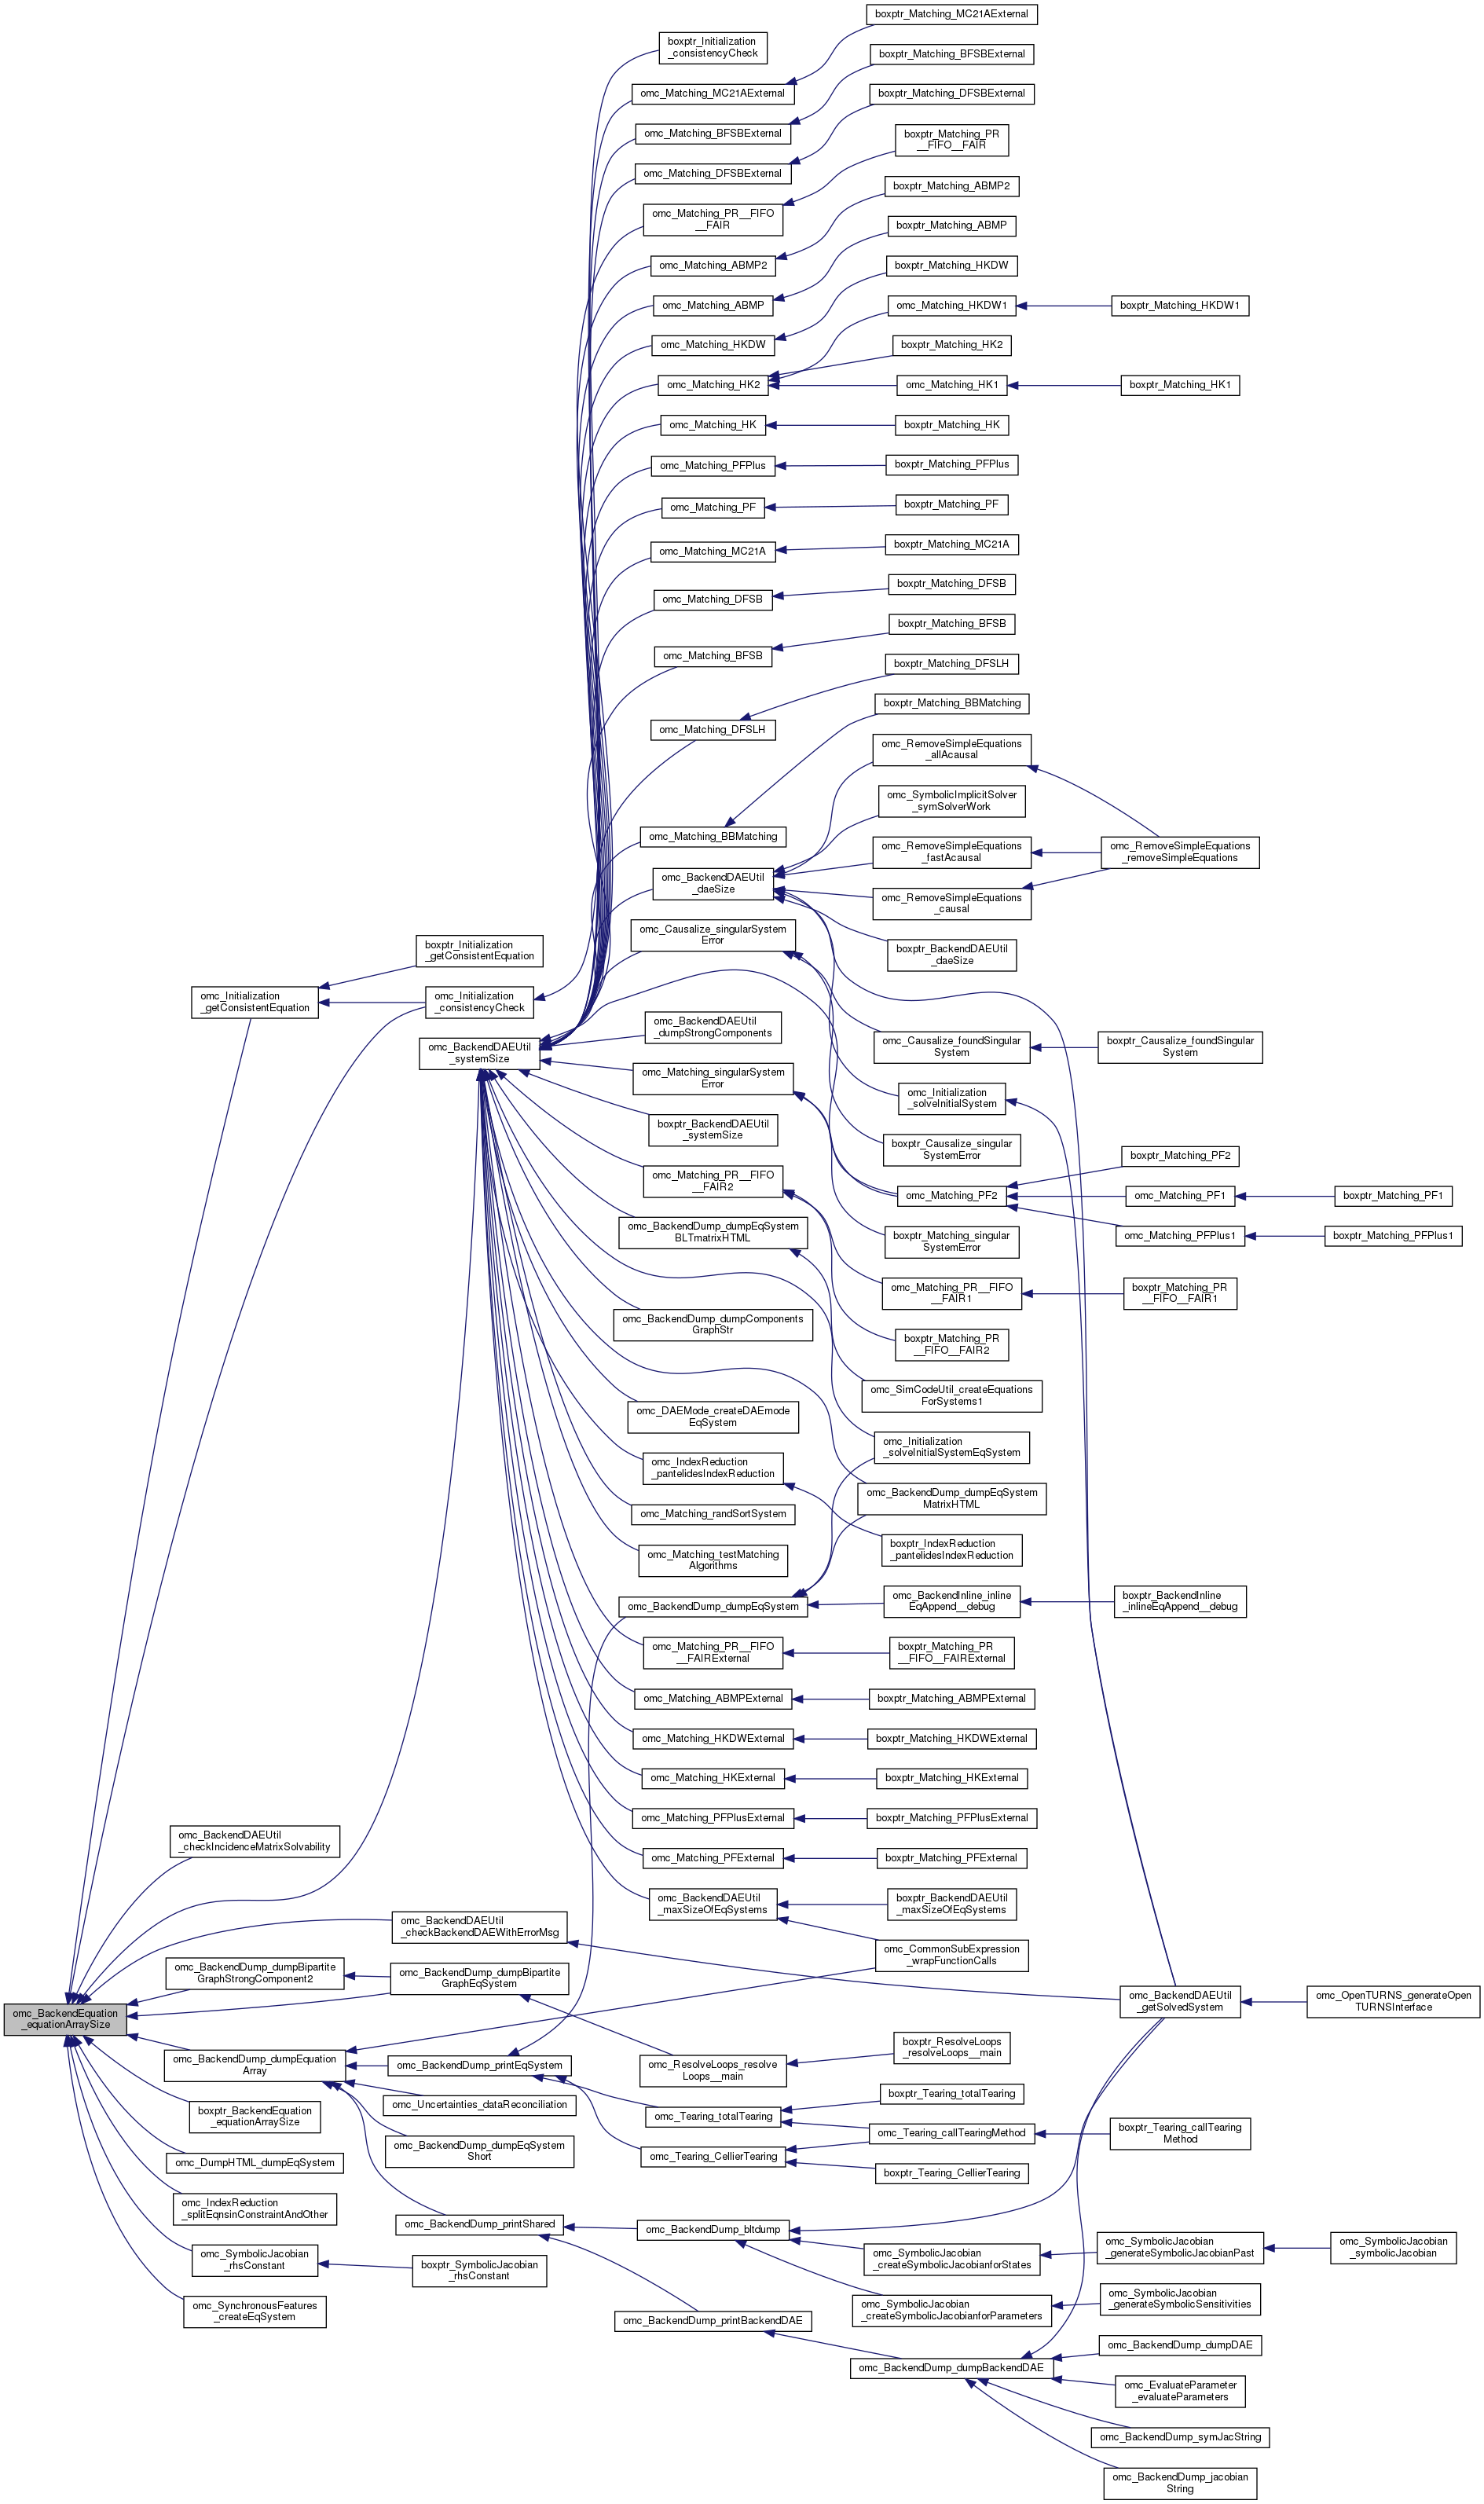 boxptr_Matching_MC21AExternal
boxptr_Initialization
_consistencyCheck
boxptr_Matching_BFSBExternal
omc_Matching_MC21AExternal
boxptr_Matching_DFSBExternal
omc_Matching_BFSBExternal
boxptr_Matching_PR
__FIFO__FAIR
omc_Matching_DFSBExternal
boxptr_Matching_ABMP2
omc_Matching_PR__FIFO
__FAIR
boxptr_Matching_ABMP
omc_Matching_ABMP2
boxptr_Matching_HKDW
omc_Matching_ABMP
omc_Matching_HKDW1
boxptr_Matching_HKDW1
omc_Matching_HKDW
boxptr_Matching_HK2
omc_Matching_HK2
omc_Matching_HK1
boxptr_Matching_HK1
omc_Matching_HK
boxptr_Matching_HK
omc_Matching_PFPlus
boxptr_Matching_PFPlus
omc_Matching_PF
boxptr_Matching_PF
omc_Matching_MC21A
boxptr_Matching_MC21A
omc_Matching_DFSB
boxptr_Matching_DFSB
omc_Matching_BFSB
boxptr_Matching_BFSB
boxptr_Matching_DFSLH
omc_Matching_DFSLH
boxptr_Matching_BBMatching
omc_RemoveSimpleEquations
_allAcausal
omc_SymbolicImplicitSolver
_symSolverWork
omc_Matching_BBMatching
omc_RemoveSimpleEquations
_fastAcausal
omc_RemoveSimpleEquations
_removeSimpleEquations
omc_BackendDAEUtil
_daeSize
omc_RemoveSimpleEquations
_causal
omc_Causalize_singularSystem
Error
boxptr_BackendDAEUtil
_daeSize
boxptr_Initialization
_getConsistentEquation
omc_Initialization
_getConsistentEquation
omc_Initialization
_consistencyCheck
omc_BackendDAEUtil
_dumpStrongComponents
omc_BackendDAEUtil
_systemSize
omc_Causalize_foundSingular
System
boxptr_Causalize_foundSingular
System
omc_Matching_singularSystem
Error
omc_Initialization
_solveInitialSystem
boxptr_BackendDAEUtil
_systemSize
boxptr_Causalize_singular
SystemError
omc_Matching_PR__FIFO
__FAIR2
boxptr_Matching_PF2
omc_Matching_PF2
omc_Matching_PF1
boxptr_Matching_PF1
omc_BackendDump_dumpEqSystem
BLTmatrixHTML
boxptr_Matching_singular
SystemError
omc_Matching_PFPlus1
boxptr_Matching_PFPlus1
omc_Matching_PR__FIFO
__FAIR1
boxptr_Matching_PR
__FIFO__FAIR1
omc_BackendDump_dumpComponents
GraphStr
boxptr_Matching_PR
__FIFO__FAIR2
omc_SimCodeUtil_createEquations
ForSystems1
omc_DAEMode_createDAEmode
EqSystem
omc_Initialization
_solveInitialSystemEqSystem
omc_IndexReduction
_pantelidesIndexReduction
omc_BackendDump_dumpEqSystem
MatrixHTML
omc_Matching_randSortSystem
boxptr_IndexReduction
_pantelidesIndexReduction
omc_Matching_testMatching
Algorithms
omc_BackendDump_dumpEqSystem
omc_BackendInline_inline
EqAppend__debug
boxptr_BackendInline
_inlineEqAppend__debug
omc_Matching_PR__FIFO
__FAIRExternal
boxptr_Matching_PR
__FIFO__FAIRExternal
omc_Matching_ABMPExternal
boxptr_Matching_ABMPExternal
omc_Matching_HKDWExternal
boxptr_Matching_HKDWExternal
omc_Matching_HKExternal
boxptr_Matching_HKExternal
omc_Matching_PFPlusExternal
boxptr_Matching_PFPlusExternal
omc_BackendDAEUtil
_checkIncidenceMatrixSolvability
omc_Matching_PFExternal
boxptr_Matching_PFExternal
omc_BackendDAEUtil
_maxSizeOfEqSystems
boxptr_BackendDAEUtil
_maxSizeOfEqSystems
omc_BackendDAEUtil
_checkBackendDAEWithErrorMsg
omc_CommonSubExpression
_wrapFunctionCalls
omc_BackendDump_dumpBipartite
GraphStrongComponent2
omc_BackendDump_dumpBipartite
GraphEqSystem
omc_BackendDAEUtil
_getSolvedSystem
omc_OpenTURNS_generateOpen
TURNSInterface
omc_BackendEquation
_equationArraySize
omc_BackendDump_dumpEquation
Array
omc_BackendDump_printEqSystem
omc_ResolveLoops_resolve
Loops__main
boxptr_ResolveLoops
_resolveLoops__main
omc_Uncertainties_dataReconciliation
boxptr_Tearing_totalTearing
boxptr_BackendEquation
_equationArraySize
omc_Tearing_totalTearing
omc_Tearing_callTearingMethod
boxptr_Tearing_callTearing
Method
omc_BackendDump_dumpEqSystem
Short
omc_Tearing_CellierTearing
boxptr_Tearing_CellierTearing
omc_DumpHTML_dumpEqSystem
omc_IndexReduction
_splitEqnsinConstraintAndOther
omc_BackendDump_printShared
omc_BackendDump_bltdump
omc_SymbolicJacobian
_rhsConstant
boxptr_SymbolicJacobian
_rhsConstant
omc_SymbolicJacobian
_createSymbolicJacobianforStates
omc_SymbolicJacobian
_generateSymbolicJacobianPast
omc_SymbolicJacobian
_symbolicJacobian
omc_SynchronousFeatures
_createEqSystem
omc_SymbolicJacobian
_createSymbolicJacobianforParameters
omc_SymbolicJacobian
_generateSymbolicSensitivities
omc_BackendDump_printBackendDAE
omc_BackendDump_dumpBackendDAE
omc_BackendDump_dumpDAE
omc_EvaluateParameter
_evaluateParameters
omc_BackendDump_symJacString
omc_BackendDump_jacobian
String